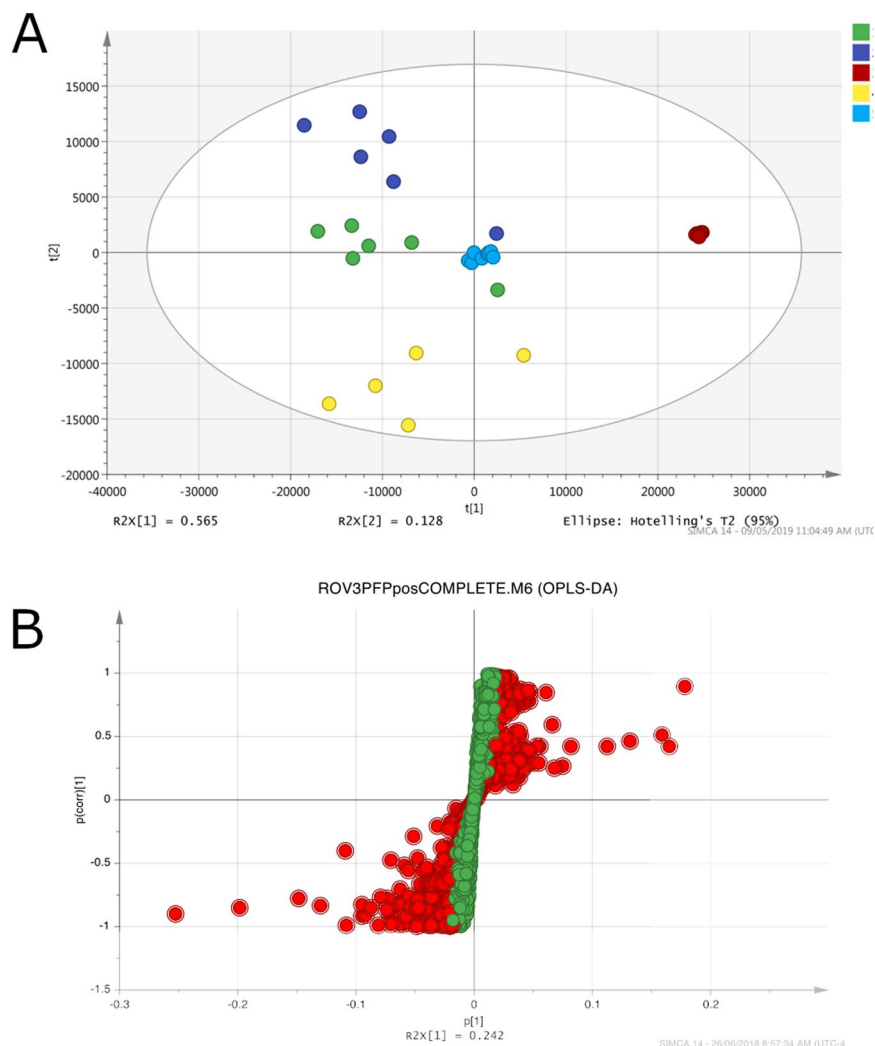 A
15000
10000
5000
0
-5000
-10000
-15000
-20000
t[2]
-40000 -30000 -20000 -10000 0 10000 20000 30000
t[1]
R2X[1] = 0.565 R2X[2] = 0.128 Ellipse: Hotelling's T2 (95%)
SIMCA 14 - 09/05/2019 11:04:49 AM (UTC
ROV3PFPposCOMPLETE.M6 (OPLS-DA)
B
1
0.5
0
-0.5
-1
-1.5
p(corr)[1]
-0.3 -0.2 -0.1 0 0.1 0.2
p[1]
R2X[1] = 0.242
SIMCA 14 - 26/06/2018 8:57:34 AM (UTC-4